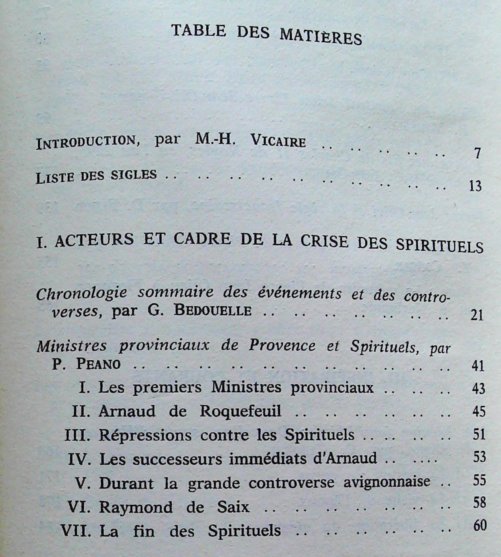 TABLE DES MATIÈRES
INTRODUCTION, par M.-H. VICAIRE .. .. .. .. .. 7
LISTE DES SIGLES .. .. .. .. .. .. .. .. .. .. 13
I. ACTEURS ET CADRE DE LA CRISE DES SPIRITUELS
Chronologie sommaire des événements et des contro-
verses, par G. BEDOUELLE .. .. .. .. .. .. .. 21
Ministres provinciaux de Provence et Spirituels, par
P. PEANO .. .. .. .. .. .. .. .. .. .. .. .. 41
I. Les premiers Ministres provinciaux .. .. .. 43
II. Arnaud de Roquefeuil .. .. .. .. .. .. 45
III. Répressions contre les Spirituels .. .. .. .. 51
IV. Les successeurs immédiats d'Arnaud .. .... 53
V. Durant la grande controverse avignonnaise .. 55
VI. Raymond de Saix .. .. .. .. .. .. .. .. 58
VII. La fin des Spirituels .. .. .. .. .. .. .. 60